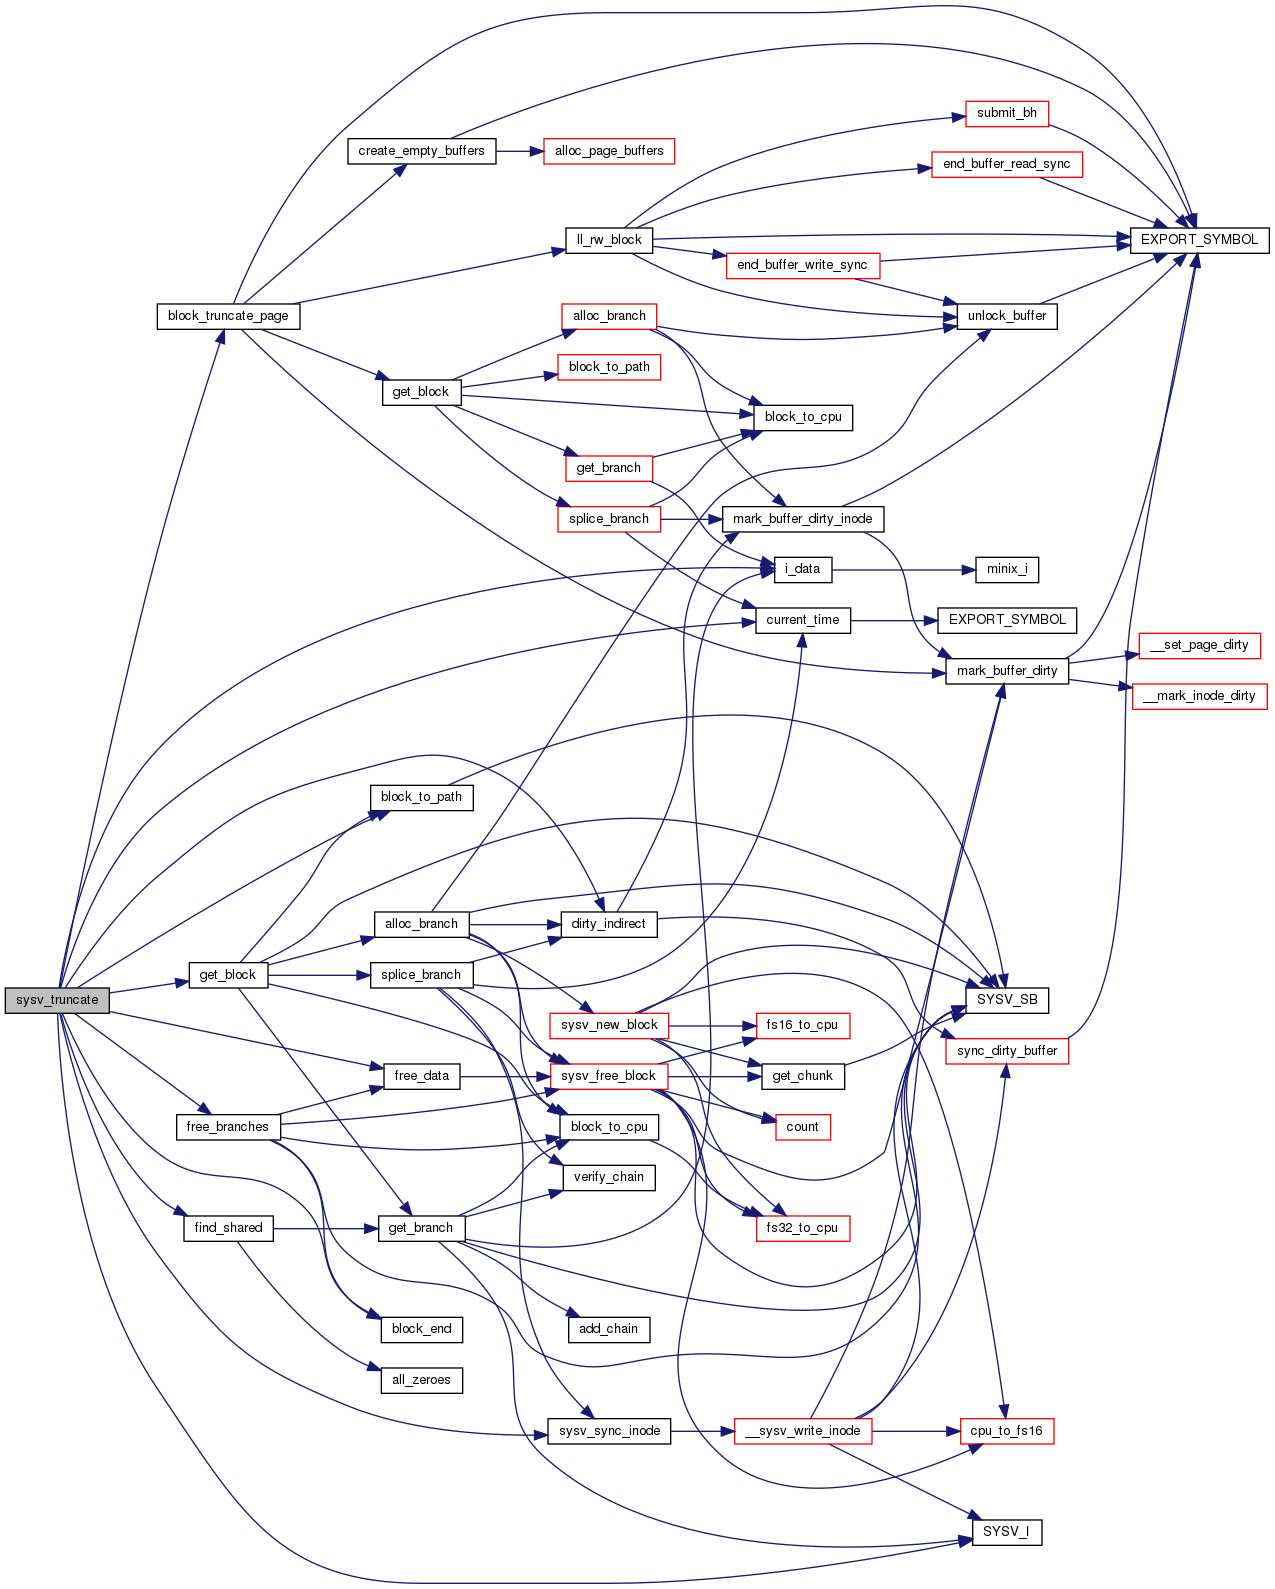 submit_bh
create_empty_buffers
alloc_page_buffers
end_buffer_read_sync
ll_rw_block
EXPORT_SYMBOL
end_buffer_write_sync
block_truncate_page
alloc_branch
unlock_buffer
block_to_path
get_block
block_to_cpu
get_branch
splice_branch
mark_buffer_dirty_inode
i_data
minix_i
current_time
EXPORT_SYMBOL
__set_page_dirty
mark_buffer_dirty
__mark_inode_dirty
block_to_path
alloc_branch
dirty_indirect
get_block
splice_branch
sysv_truncate
SYSV_SB
sysv_new_block
fs16_to_cpu
sync_dirty_buffer
free_data
sysv_free_block
get_chunk
free_branches
block_to_cpu
count
verify_chain
find_shared
get_branch
fs32_to_cpu
block_end
add_chain
all_zeroes
sysv_sync_inode
__sysv_write_inode
cpu_to_fs16
SYSV_I